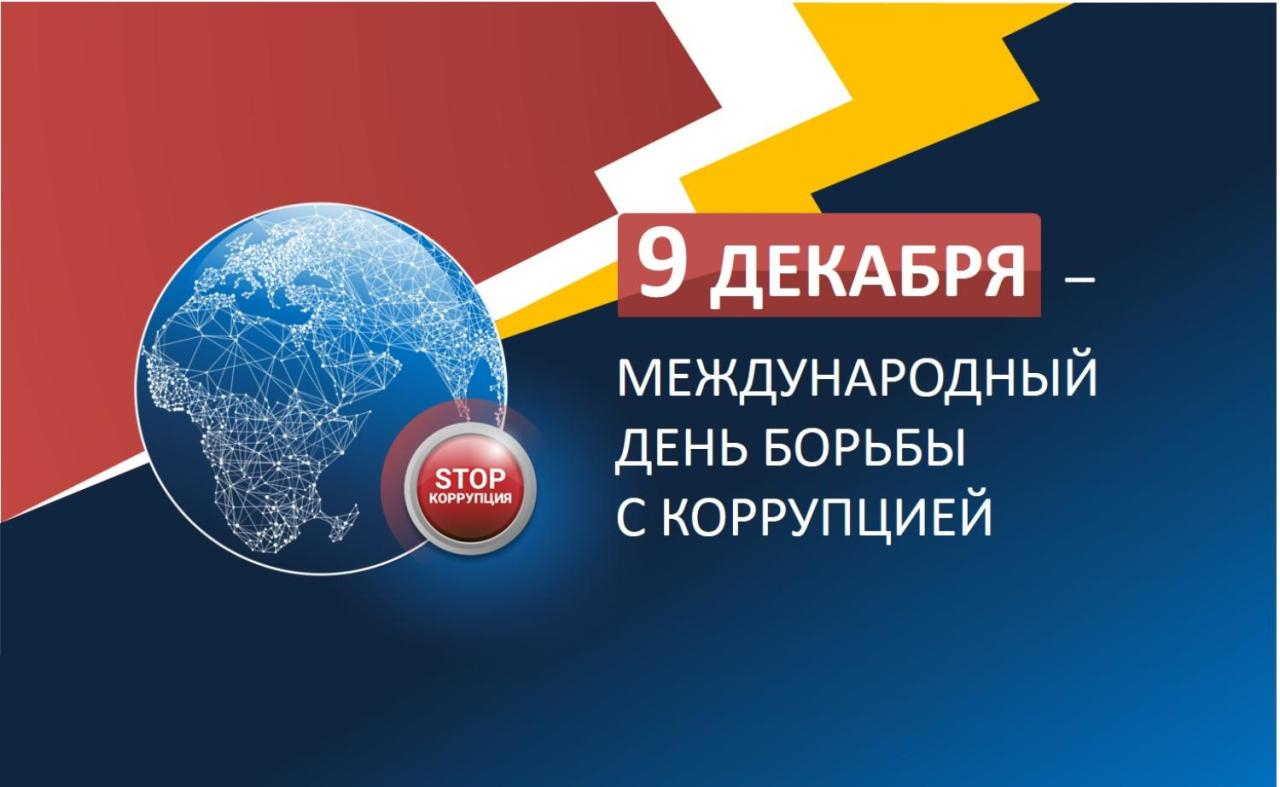 9 ДЕКАБРЯ –
МЕЖДУНАРОДНЫЙ
ДЕНЬ БОРЬБЫ
С КОРРУПЦИЕЙ
STOP
КОРРУПЦИЯ